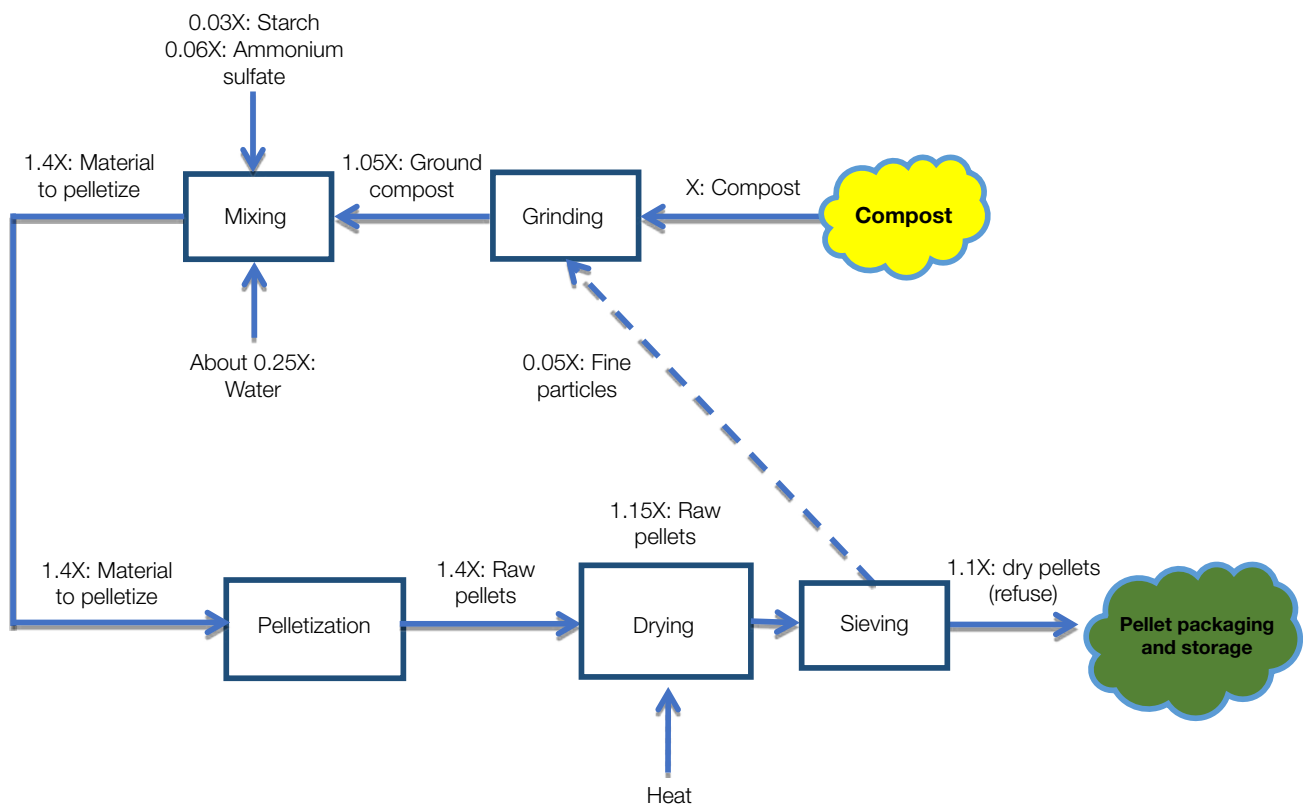 0.03X: Starch
0.06X: Ammonium
sulfate
1.4X: Material
to pelletize
1.05X: Ground
compost
X: Compost
Mixing
Grinding
Compost
About 0.25X:
Water
0.05X: Fine
particles
1.15X: Raw
pellets
1.4X: Material
to pelletize
1.4X: Raw
pellets
1.1X: dry pellets
(refuse)
Pelletization
Drying
Sieving
Pellet packaging
and storage
Heat